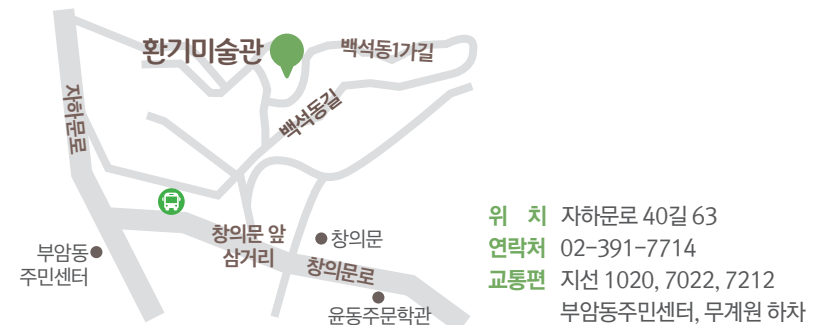 환기미술관
백석동1가길
자하문로
백석동길
창의문 앞
삼거리
창의문
창의문로
부암동
주민센터
윤동주문학관
위 치 자하문로 40길 63
연락처 02-391-7714
교통편 지선 1020, 7022, 7212
부암동주민센터, 무계원 하차